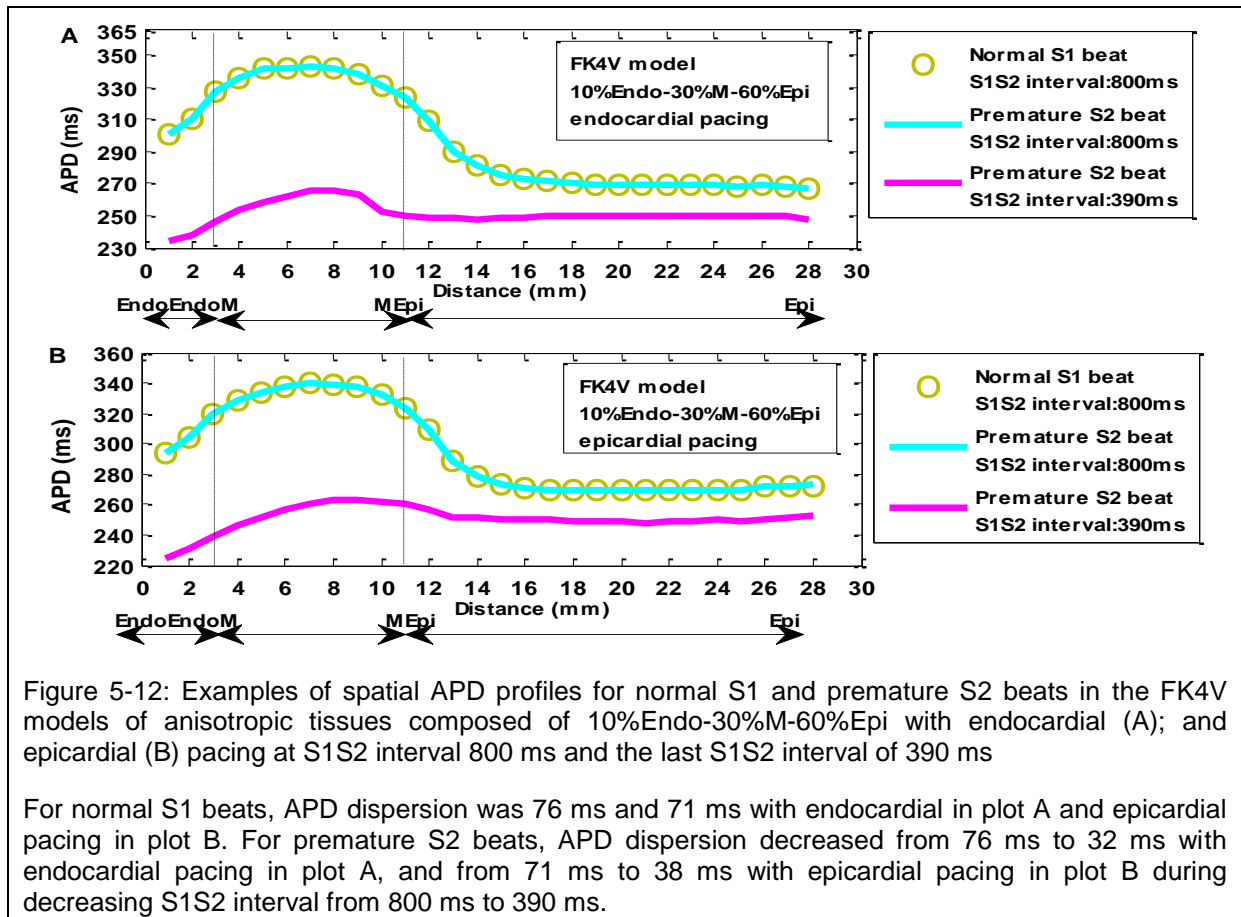 A
365
350
330
310
290
270
250
230
APD (ms)
FK4V model
10%Endo-30%M-60%Epi
endocardial pacing
0 2 4 6 8 10 12 14 16 18 20 22 24 26 28 30
Distance (mm)
EndoEndoM MEpi Epi
Normal S1 beat
S1S2 interval:800ms
Premature S2 beat
S1S2 interval:800ms
Premature S2 beat
S1S2 interval:390ms
B
360
340
320
300
280
260
240
220
APD (ms)
FK4V model
10%Endo-30%M-60%Epi
epicardial pacing
0 2 4 6 8 10 12 14 16 18 20 22 24 26 28 30
Distance (mm)
EndoEndoM MEpi Epi
Normal S1 beat
S1S2 interval:800ms
Premature S2 beat
S1S2 interval:800ms
Premature S2 beat
S1S2 interval:390ms
Figure 5-12: Examples of spatial APD profiles for normal S1 and premature S2 beats in the FK4V
models of anisotropic tissues composed of 10%Endo-30%M-60%Epi with endocardial (A); and
epicardial (B) pacing at S1S2 interval 800 ms and the last S1S2 interval of 390 ms
For normal S1 beats, APD dispersion was 76 ms and 71 ms with endocardial in plot A and epicardial
pacing in plot B. For premature S2 beats, APD dispersion decreased from 76 ms to 32 ms with
endocardial pacing in plot A, and from 71 ms to 38 ms with epicardial pacing in plot B during
decreasing S1S2 interval from 800 ms to 390 ms.